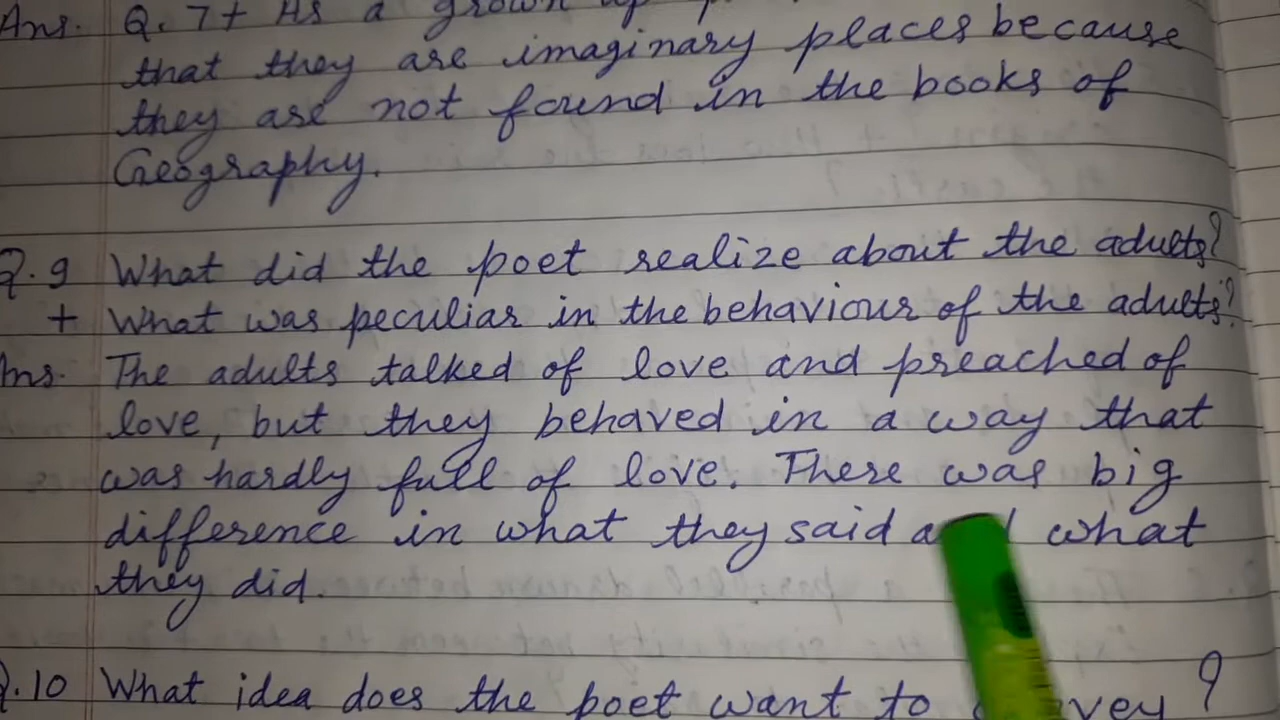 Ans. Q. 7+ As a grown up
that they are imaginary places because
they are not found in the books of
Geography.
Q.9 What did the poet realize about the adults?
+ What was peculiar in the behaviour of the adults?
Ans. The adults talked of love and preached of
love, but they behaved in a way that
was hardly full of love. There was big
difference in what they said and what
they did.
Q.10 What idea does the poet want to convey?